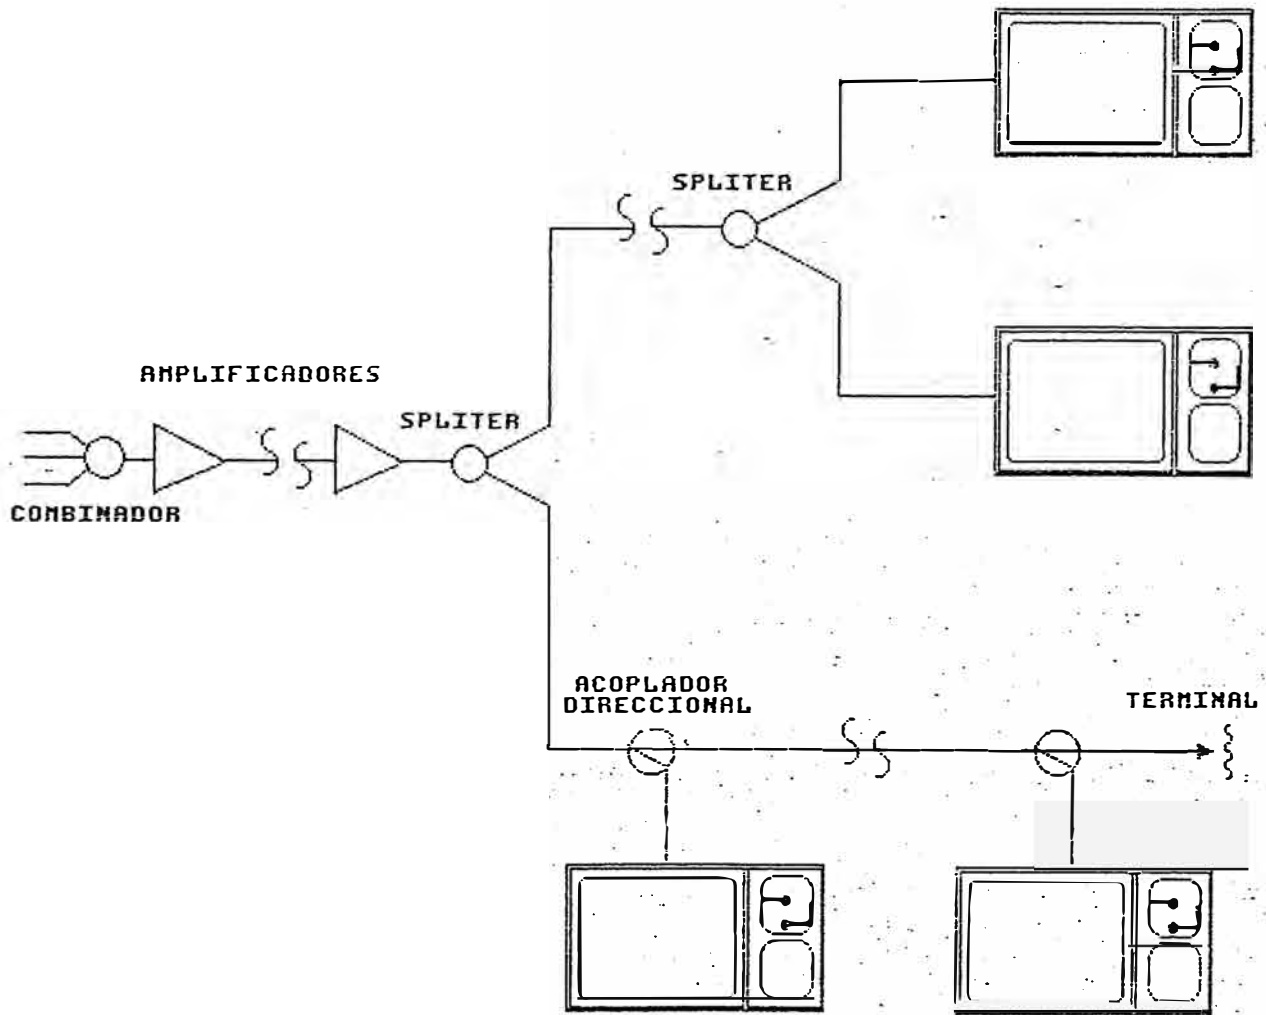 SPLITER
AMPLIFICADORES
SPLITER
COMBINADOR
ACOPLADOR
DIRECCIONAL
TERMINAL